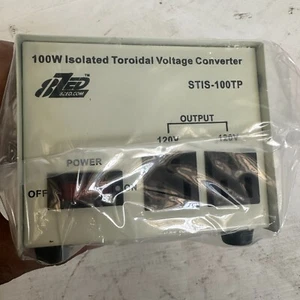 100W Isolated Toroidal Voltage Converter
STIS-100TP
OUTPUT
120V 120V
POWER
OFF ON